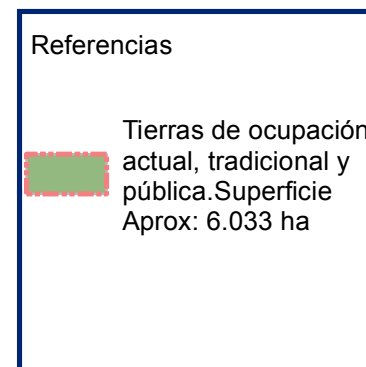 Referencias
Tierras de ocupación
actual, tradicional y
pública.Superficie
Aprox: 6.033 ha